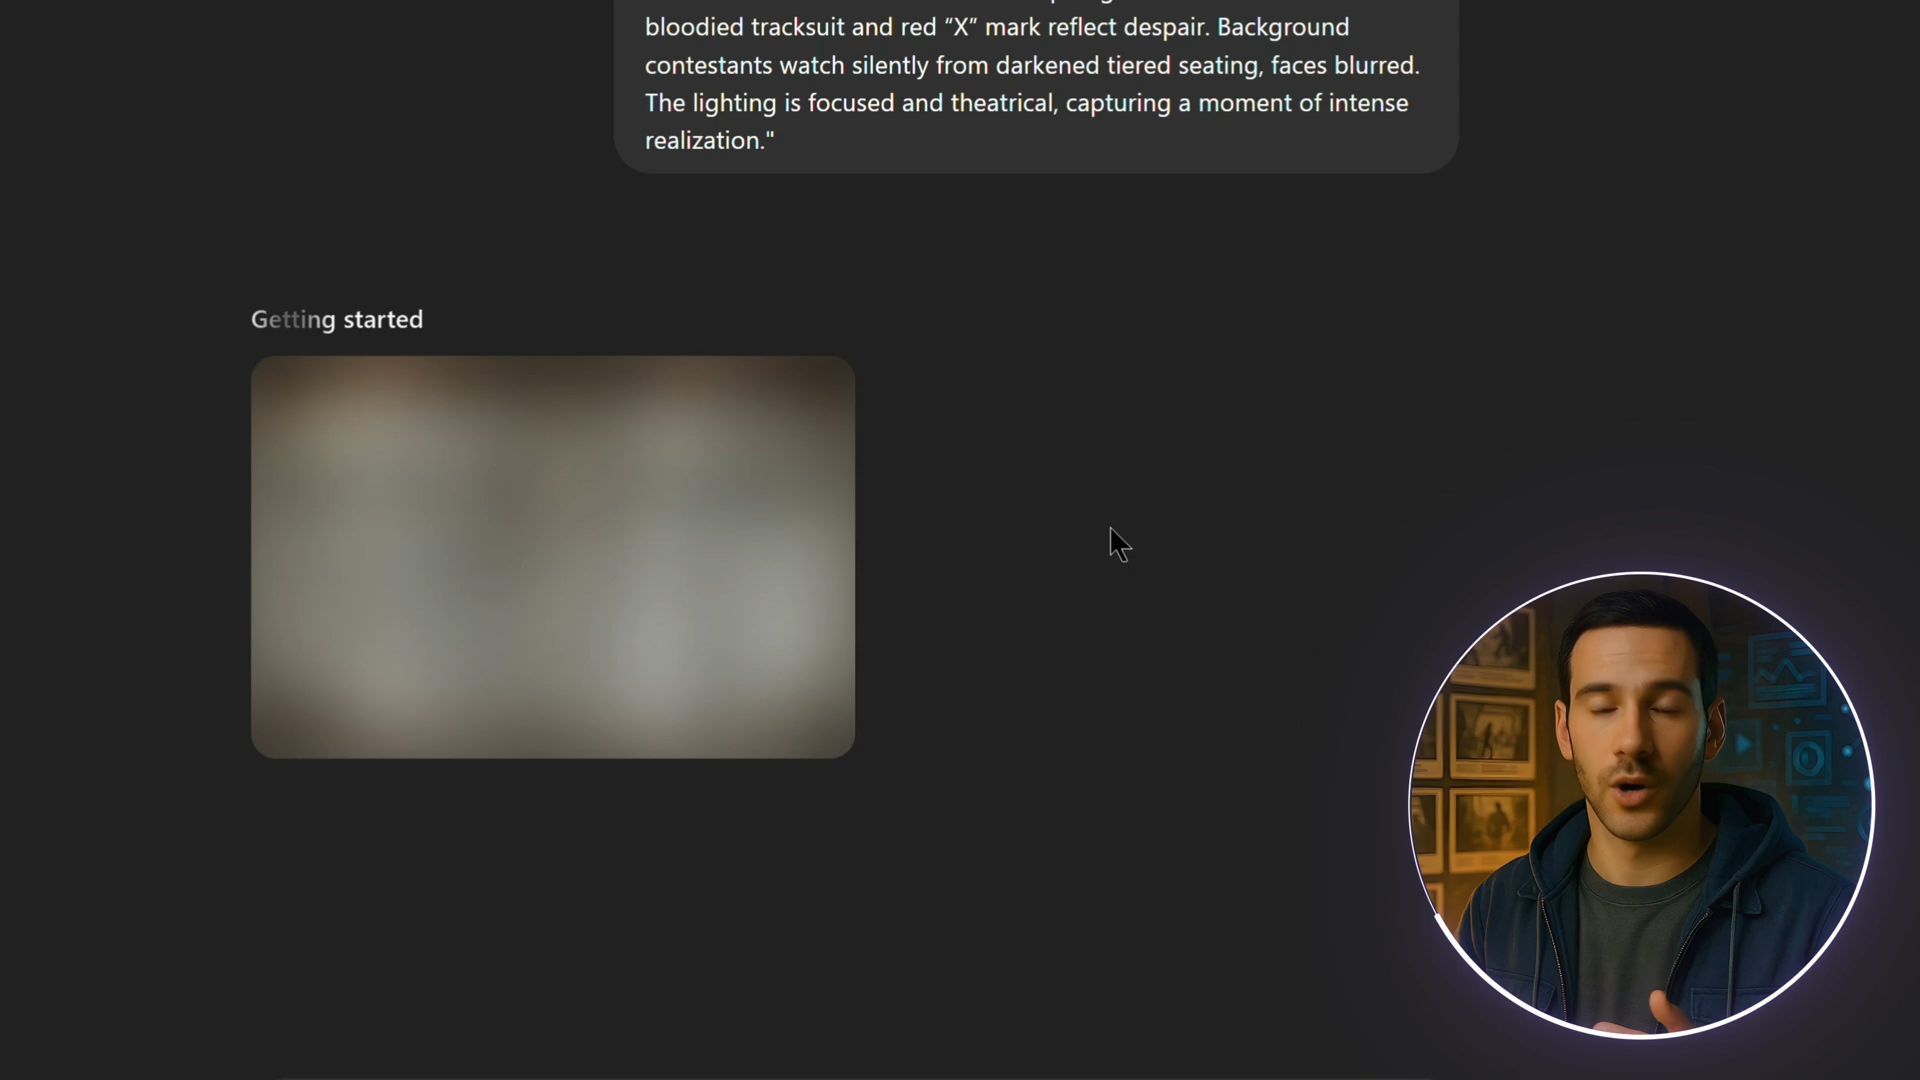 bloodied tracksuit and red “X” mark reflect despair. Background
contestants watch silently from darkened tiered seating, faces blurred.
The lighting is focused and theatrical, capturing a moment of intense
realization."
Getting started